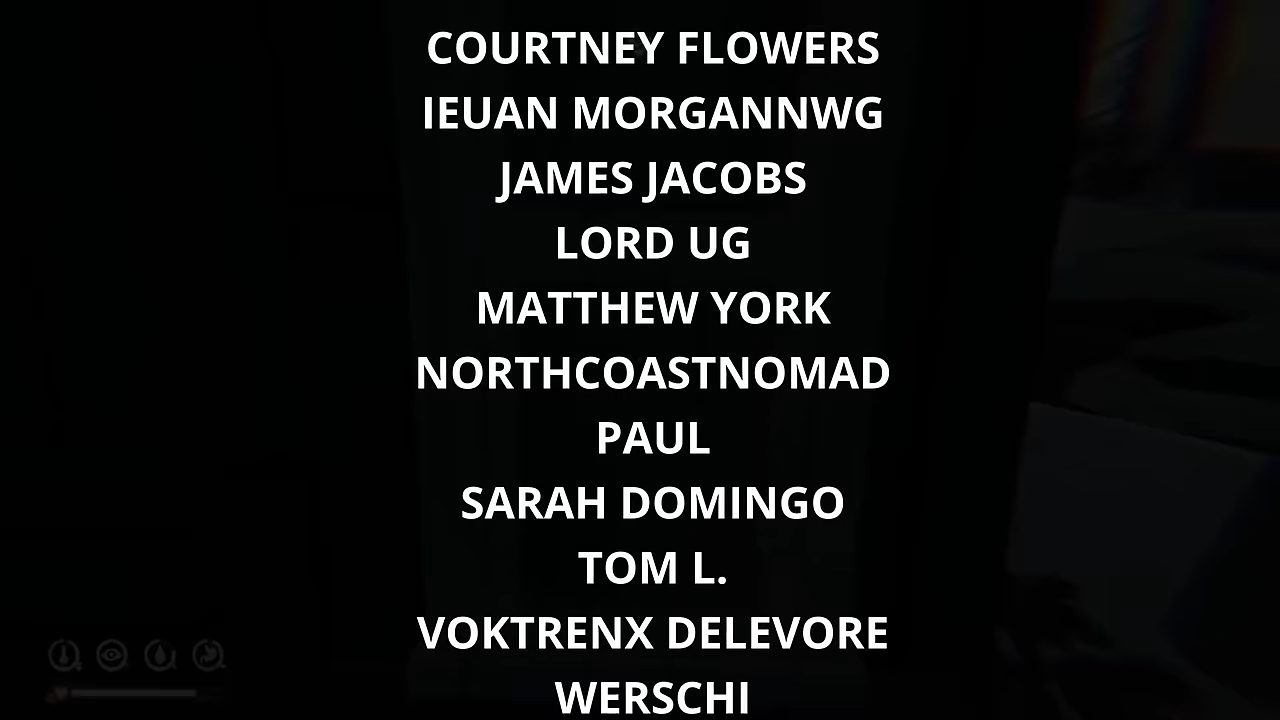 COURTNEY FLOWERS
IEUAN MORGANNWG
JAMES JACOBS
LORD UG
MATTHEW YORK
NORTHCOASTNOMAD
PAUL
SARAH DOMINGO
TOM L.
VOKTRENX DELEVORE
WERSCHI